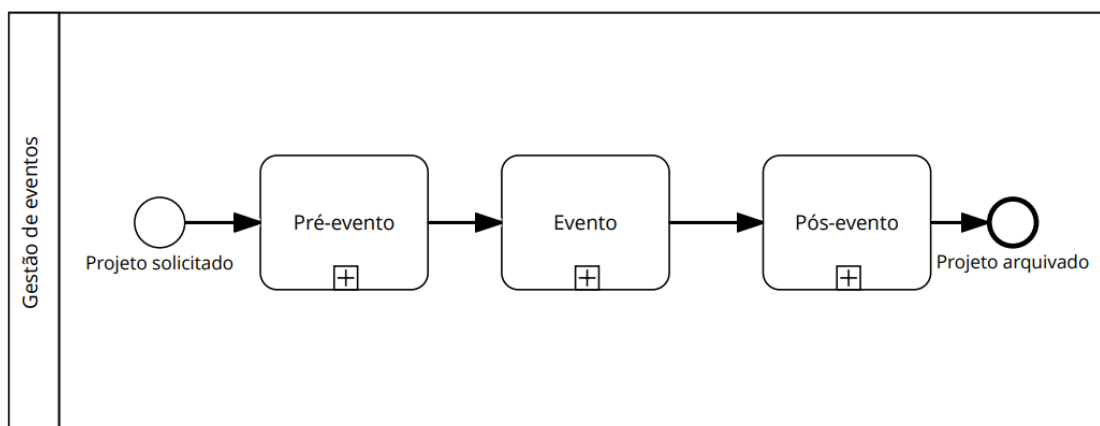 Gestão de eventos
Projeto solicitado
Pré-evento
Evento
Pós-evento
Projeto arquivado